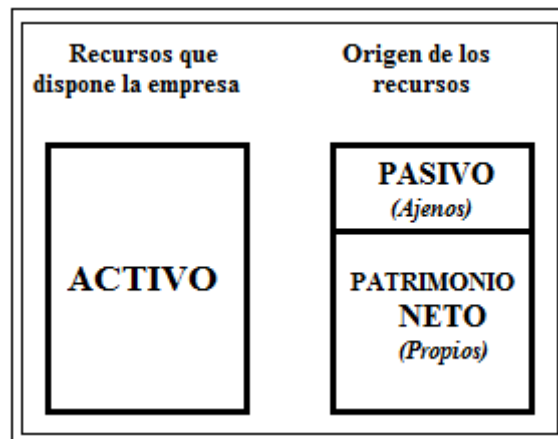 Recursos que
dispone la empresa
Origen de los
recursos
ACTIVO
PASIVO
(Ajenos)
PATRIMONIO
NETO
(Propios)